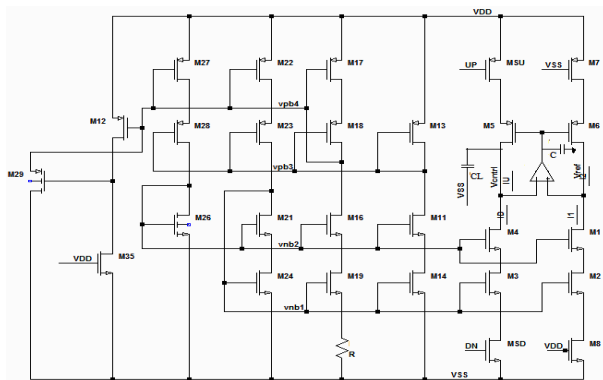 VDD
M27
M22
M17
UP
MSU
VSS
M7
vpb4
M12
M28
M23
M18
M13
M5
M6
C
M29
vpb3
CL
VSS
Vcntrl
IU
Vref
I2
M26
M21
M16
M11
I0
I1
M4
M1
vnb2
VDD
M35
M24
M19
M14
M3
M2
vnb1
R
DN
MSD
VDD
M8
VSS